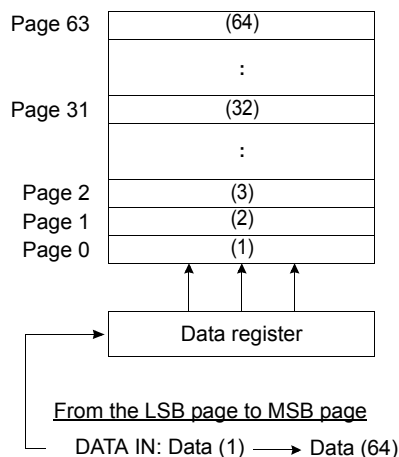 Page 63 (64)
:
Page 31 (32)
:
Page 2 (3)
Page 1 (2)
Page 0 (1)
Data register
From the LSB page to MSB page
DATA IN: Data (1) Data (64)